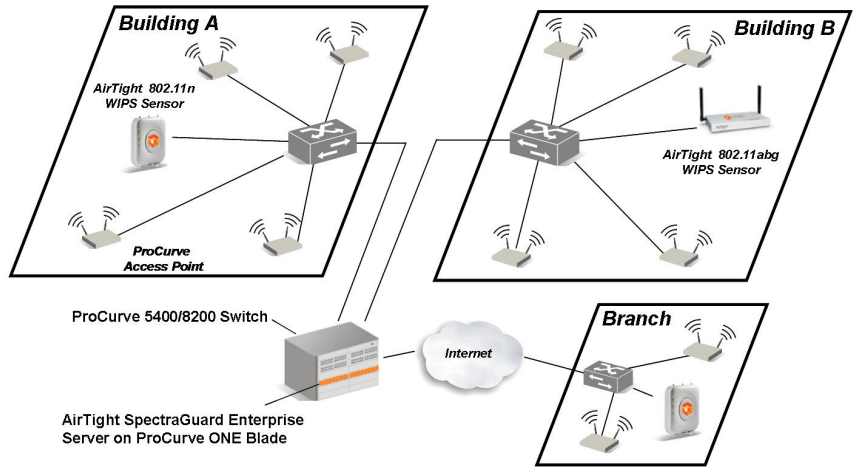 Building A
Building B
AirTight 802.11n
WIPS Sensor
AirTight 802.11abg
WIPS Sensor
ProCurve
Access Point
ProCurve 5400/8200 Switch
Internet
Branch
AirTight SpectraGuard Enterprise
Server on ProCurve ONE Blade